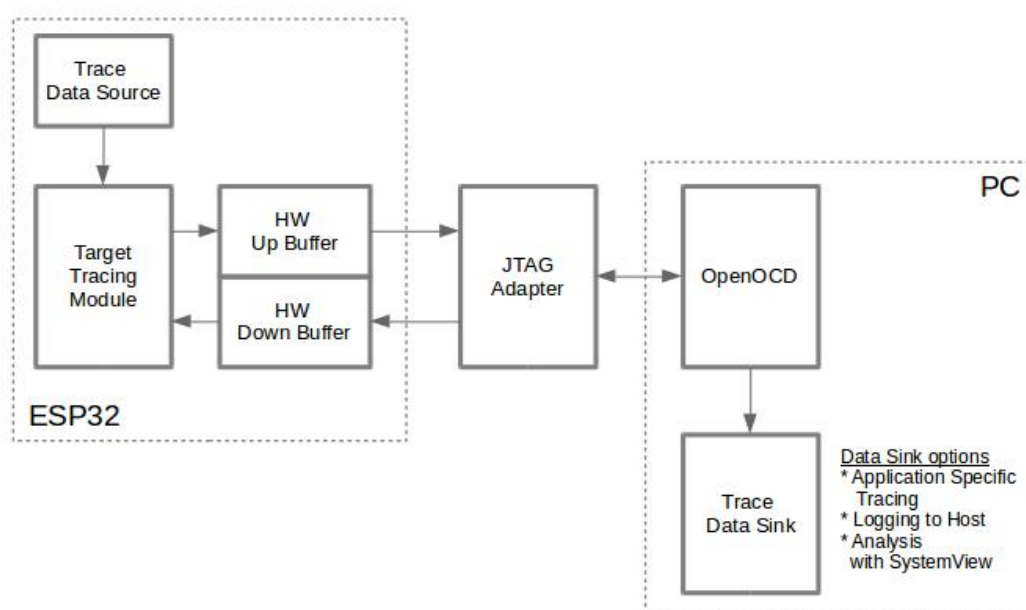 Trace
Data Source
Target
Tracing
Module
HW
Up Buffer
HW
Down Buffer
ESP32
JTAG
Adapter
PC
OpenOCD
Trace
Data Sink
Data Sink options
* Application Specific
Tracing
* Logging to Host
* Analysis
with SystemView